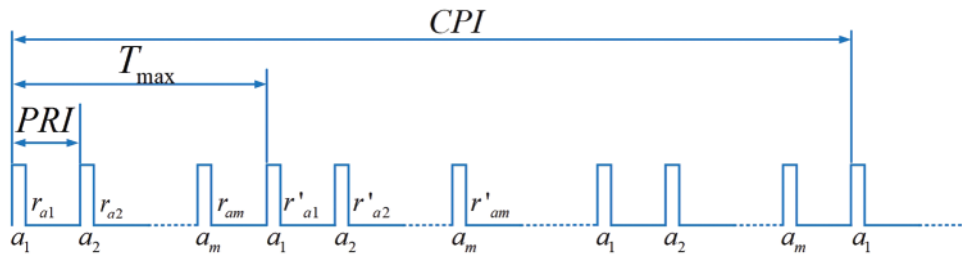 CPI
T_max
PRI
r_a1 r_a2 r_am r'_a1 r'_a2 r'_am
a_1 a_2 a_m a_1 a_2 a_m a_1 a_2 a_m a_1